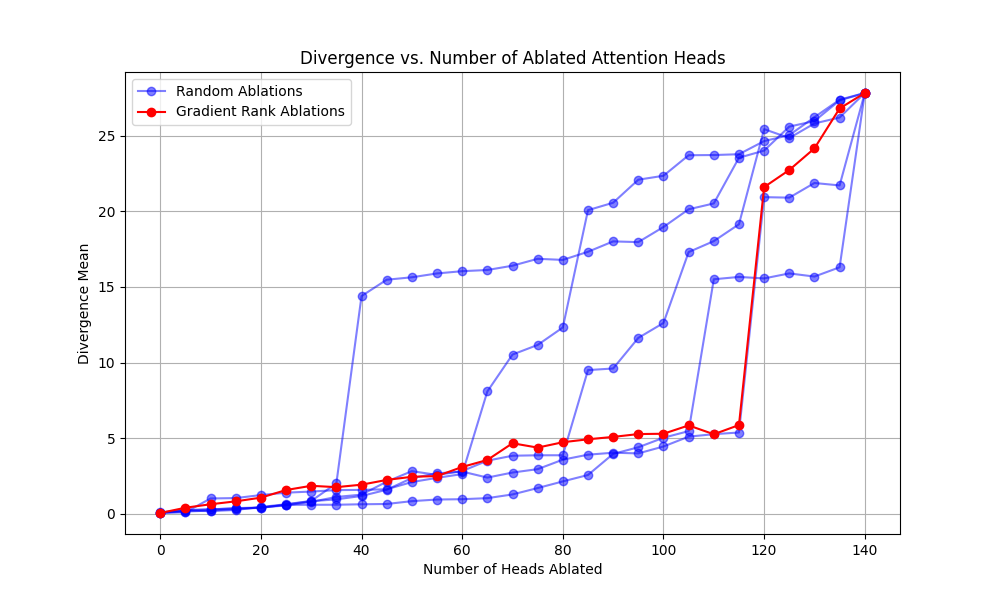 Divergence vs. Number of Ablated Attention Heads
Random Ablations
Gradient Rank Ablations
Divergence Mean
25
20
15
10
5
0
0 20 40 60 80 100 120 140
Number of Heads Ablated